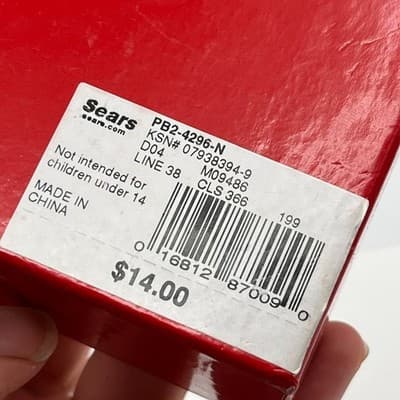 Sears
sears.com
PB2-4296-N
KSN# 07938394-9
D04 M09486
LINE 38 CLS 366
Not intended for
children under 14
MADE IN
CHINA
199
0 16812 87009 0
$14.00